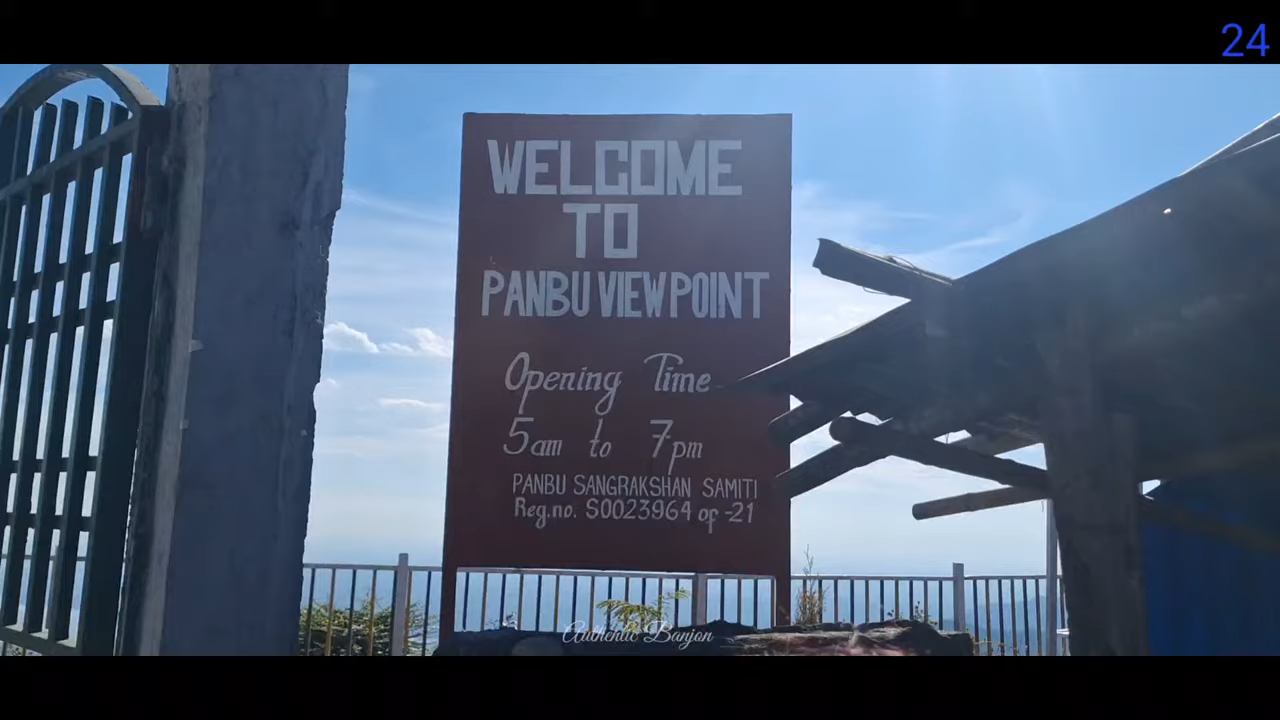 24
WELCOME
TO
PANBU VIEWPOINT
Opening Time
5am to 7pm
PANBU SANGRAKSHAN SAMITI
Reg.no. S0023964 of -21
Authentic Banjon